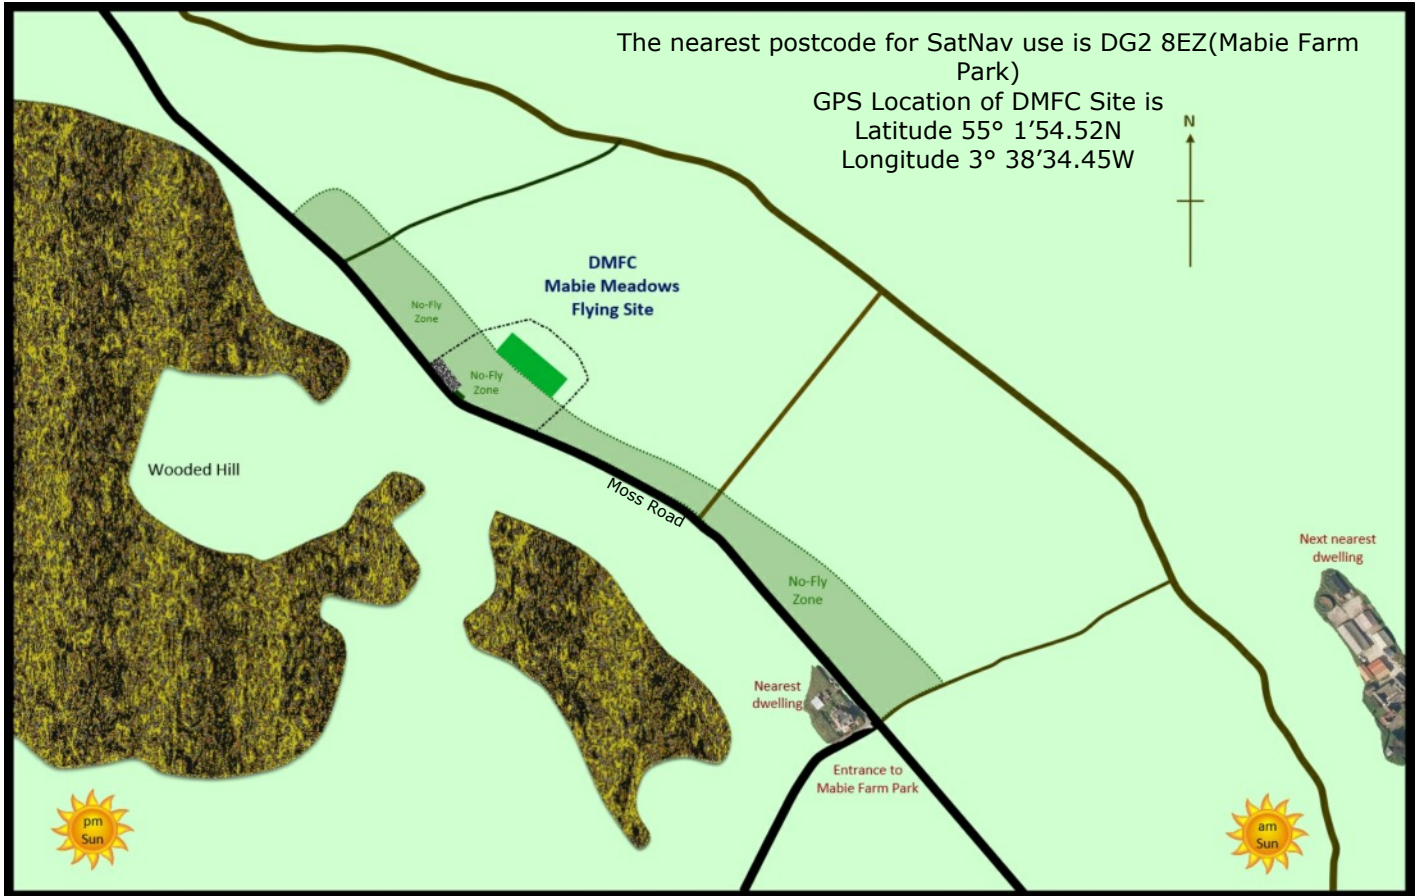 The nearest postcode for SatNav use is DG2 8EZ(Mabie Farm
Park)
GPS Location of DMFC Site is
Latitude 55° 1’54.52N
Longitude 3° 38’34.45W
N
DMFC
Mabie Meadows
Flying Site
No-Fly
Zone
No-Fly
Zone
Wooded Hill
Moss Road
Next nearest
dwelling
No-Fly
Zone
Nearest
dwelling
Entrance to
Mabie Farm Park
pm
Sun
am
Sun